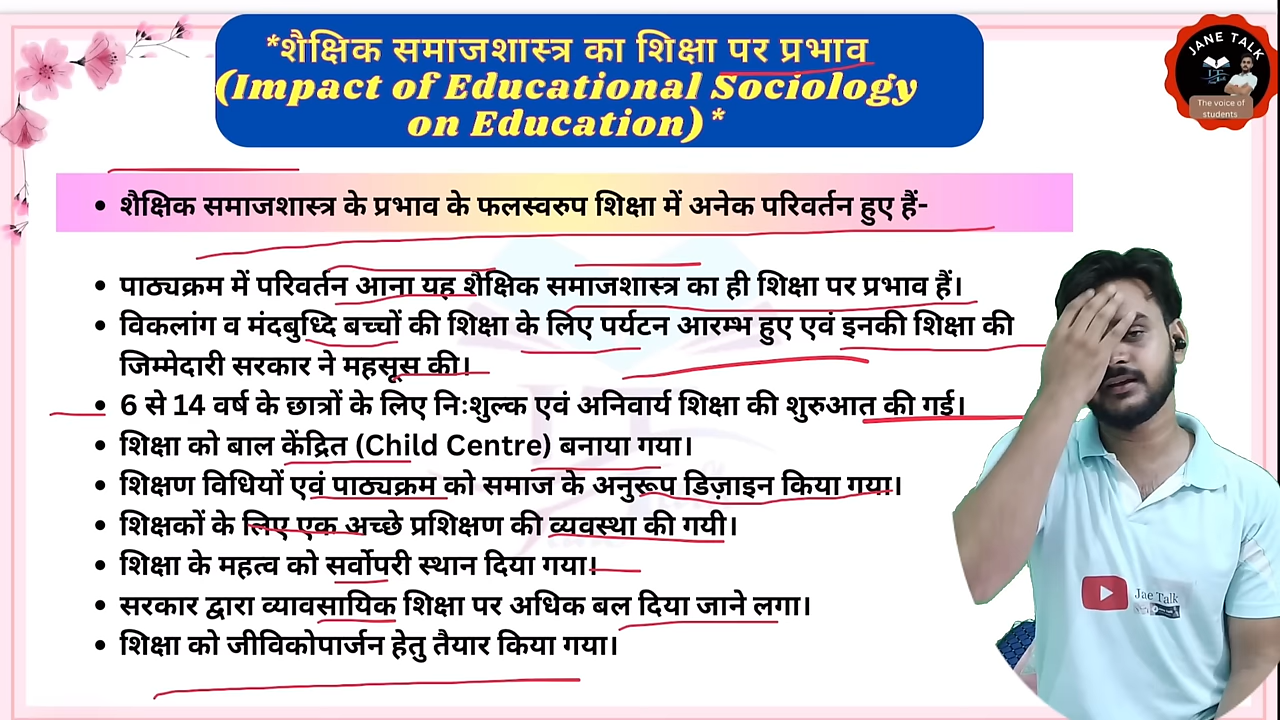 *शैक्षिक समाजशास्त्र का शिक्षा पर प्रभाव
(Impact of Educational Sociology
on Education)*
JANE TALK
The voice of
students
• शैक्षिक समाजशास्त्र के प्रभाव के फलस्वरुप शिक्षा में अनेक परिवर्तन हुए हैं-
• पाठ्यक्रम में परिवर्तन आना यह शैक्षिक समाजशास्त्र का ही शिक्षा पर प्रभाव हैं।
• विकलांग व मंदबुध्दि बच्चों की शिक्षा के लिए पर्यटन आरम्भ हुए एवं इनकी शिक्षा की
जिम्मेदारी सरकार ने महसूस की।
• 6 से 14 वर्ष के छात्रों के लिए निःशुल्क एवं अनिवार्य शिक्षा की शुरुआत की गई।
• शिक्षा को बाल केंद्रित (Child Centre) बनाया गया।
• शिक्षण विधियों एवं पाठ्यक्रम को समाज के अनुरूप डिज़ाइन किया गया।
• शिक्षकों के लिए एक अच्छे प्रशिक्षण की व्यवस्था की गयी।
• शिक्षा के महत्व को सर्वोपरी स्थान दिया गया।
• सरकार द्वारा व्यावसायिक शिक्षा पर अधिक बल दिया जाने लगा।
• शिक्षा को जीविकोपार्जन हेतु तैयार किया गया।
Jae Talk